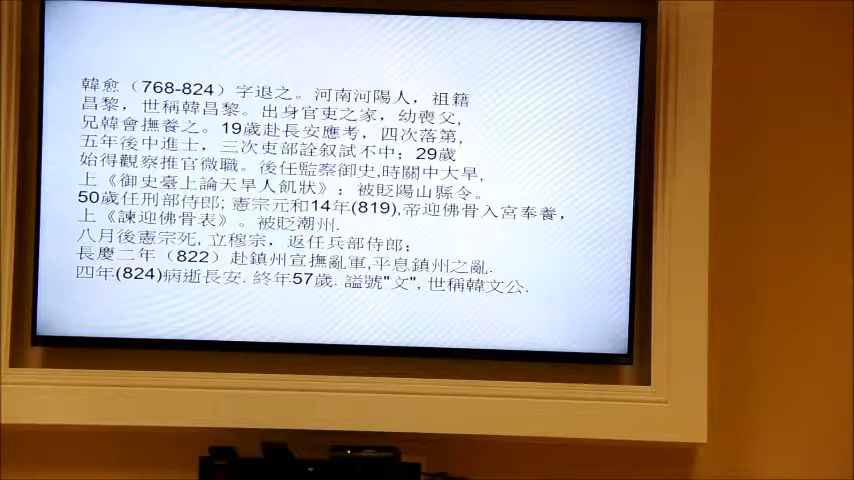 韓愈（768-824）字退之。河南河陽人，祖籍
昌黎，世稱韓昌黎。出身官吏之家，幼喪父,
兄韓會撫養之。19歲赴長安應考，四次落第,
五年後中進士，三次吏部詮叙試不中；29歲
始得觀察推官微職。後任監察御史,時關中大旱,
上《御史臺上論天旱人飢狀》；被貶陽山縣令。
50歲任刑部侍郎; 憲宗元和14年(819),帝迎佛骨入宮奉養，
上《諫迎佛骨表》。被貶潮州.
八月後憲宗死, 立穆宗，返任兵部侍郎；
長慶二年（822）赴鎮州宣撫亂軍,平息鎮州之亂.
四年(824)病逝長安. 終年57歲. 謚號"文", 世稱韓文公.